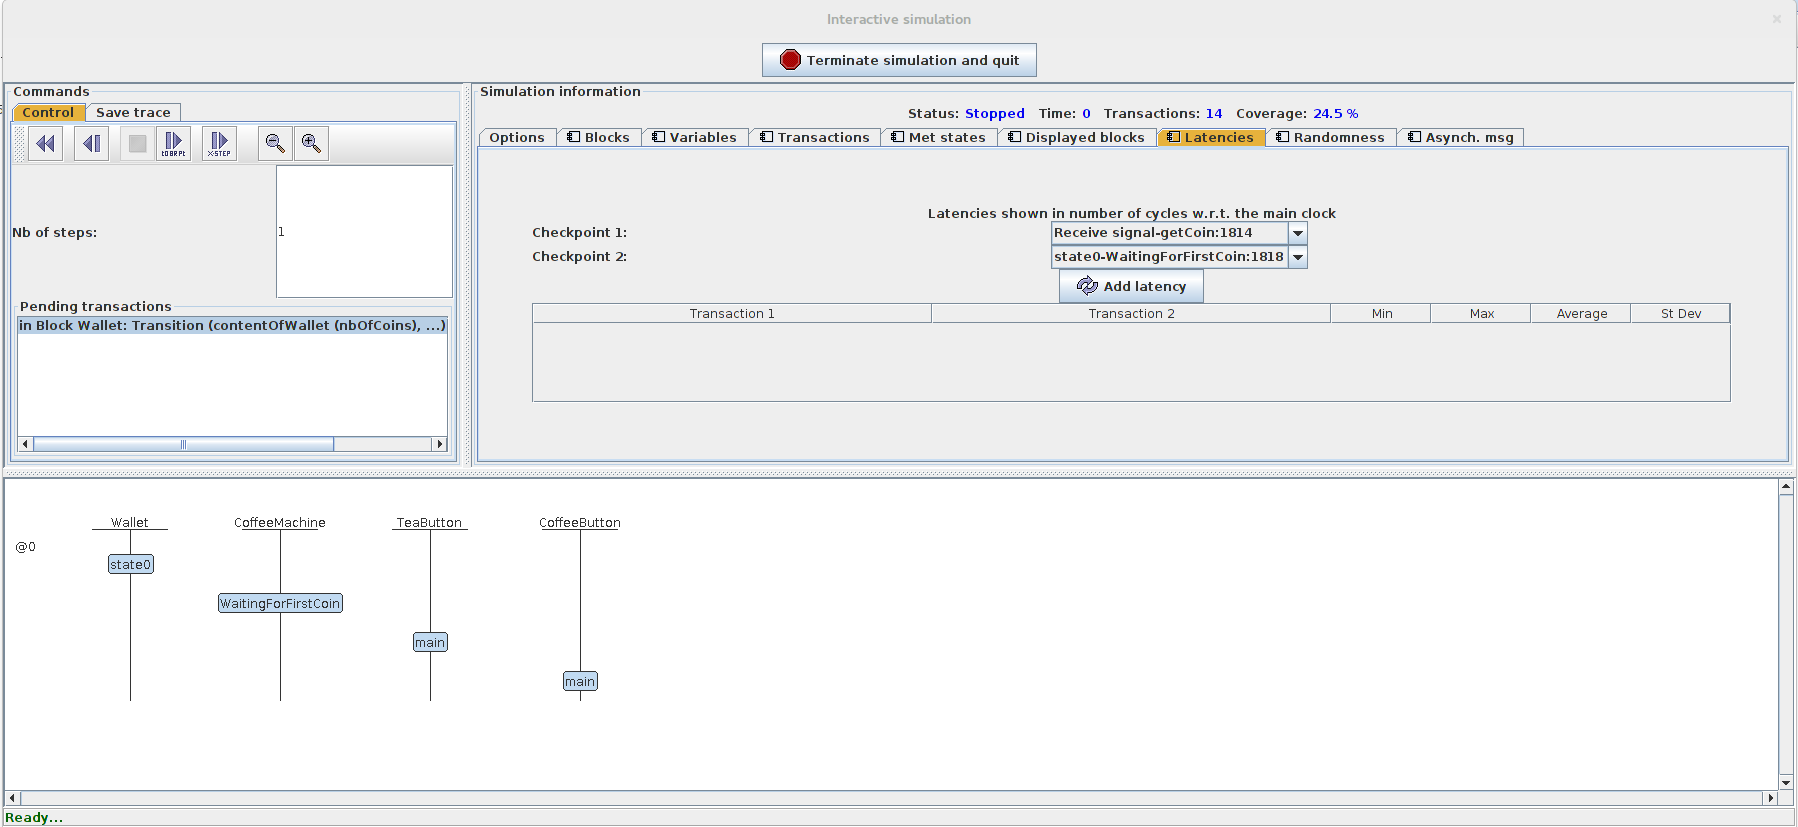 Interactive simulation
Terminate simulation and quit
Commands
Control Save trace
toBRPt X-STEP
Nb of steps: 1
Pending transactions
in Block Wallet: Transition (contentOfWallet (nbOfCoins), ...)
Simulation information
Status: Stopped Time: 0 Transactions: 14 Coverage: 24.5 %
Options Blocks Variables Transactions Met states Displayed blocks Latencies Randomness Asynch. msg
Latencies shown in number of cycles w.r.t. the main clock
Checkpoint 1: Receive signal-getCoin:1814
Checkpoint 2: state0-WaitingForFirstCoin:1818
Add latency
Transaction 1 Transaction 2 Min Max Average St Dev
Wallet CoffeeMachine TeaButton CoffeeButton
@0
state0
WaitingForFirstCoin
main
main
Ready...